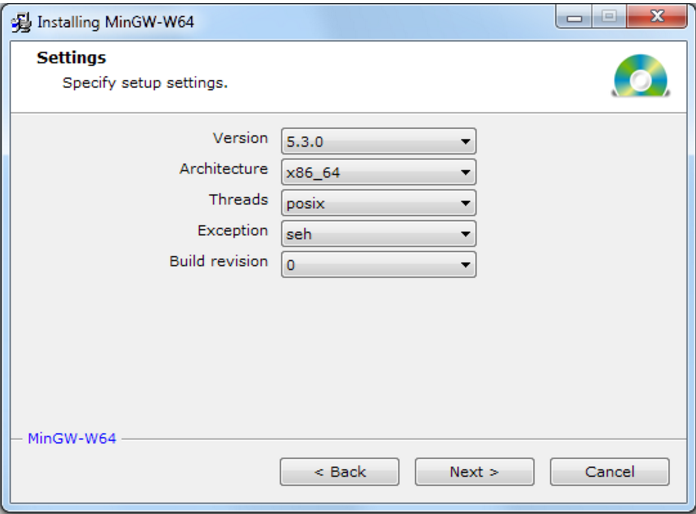 Installing MinGW-W64
Settings
Specify setup settings.
Version 5.3.0
Architecture x86_64
Threads posix
Exception seh
Build revision 0
MinGW-W64
< Back Next > Cancel